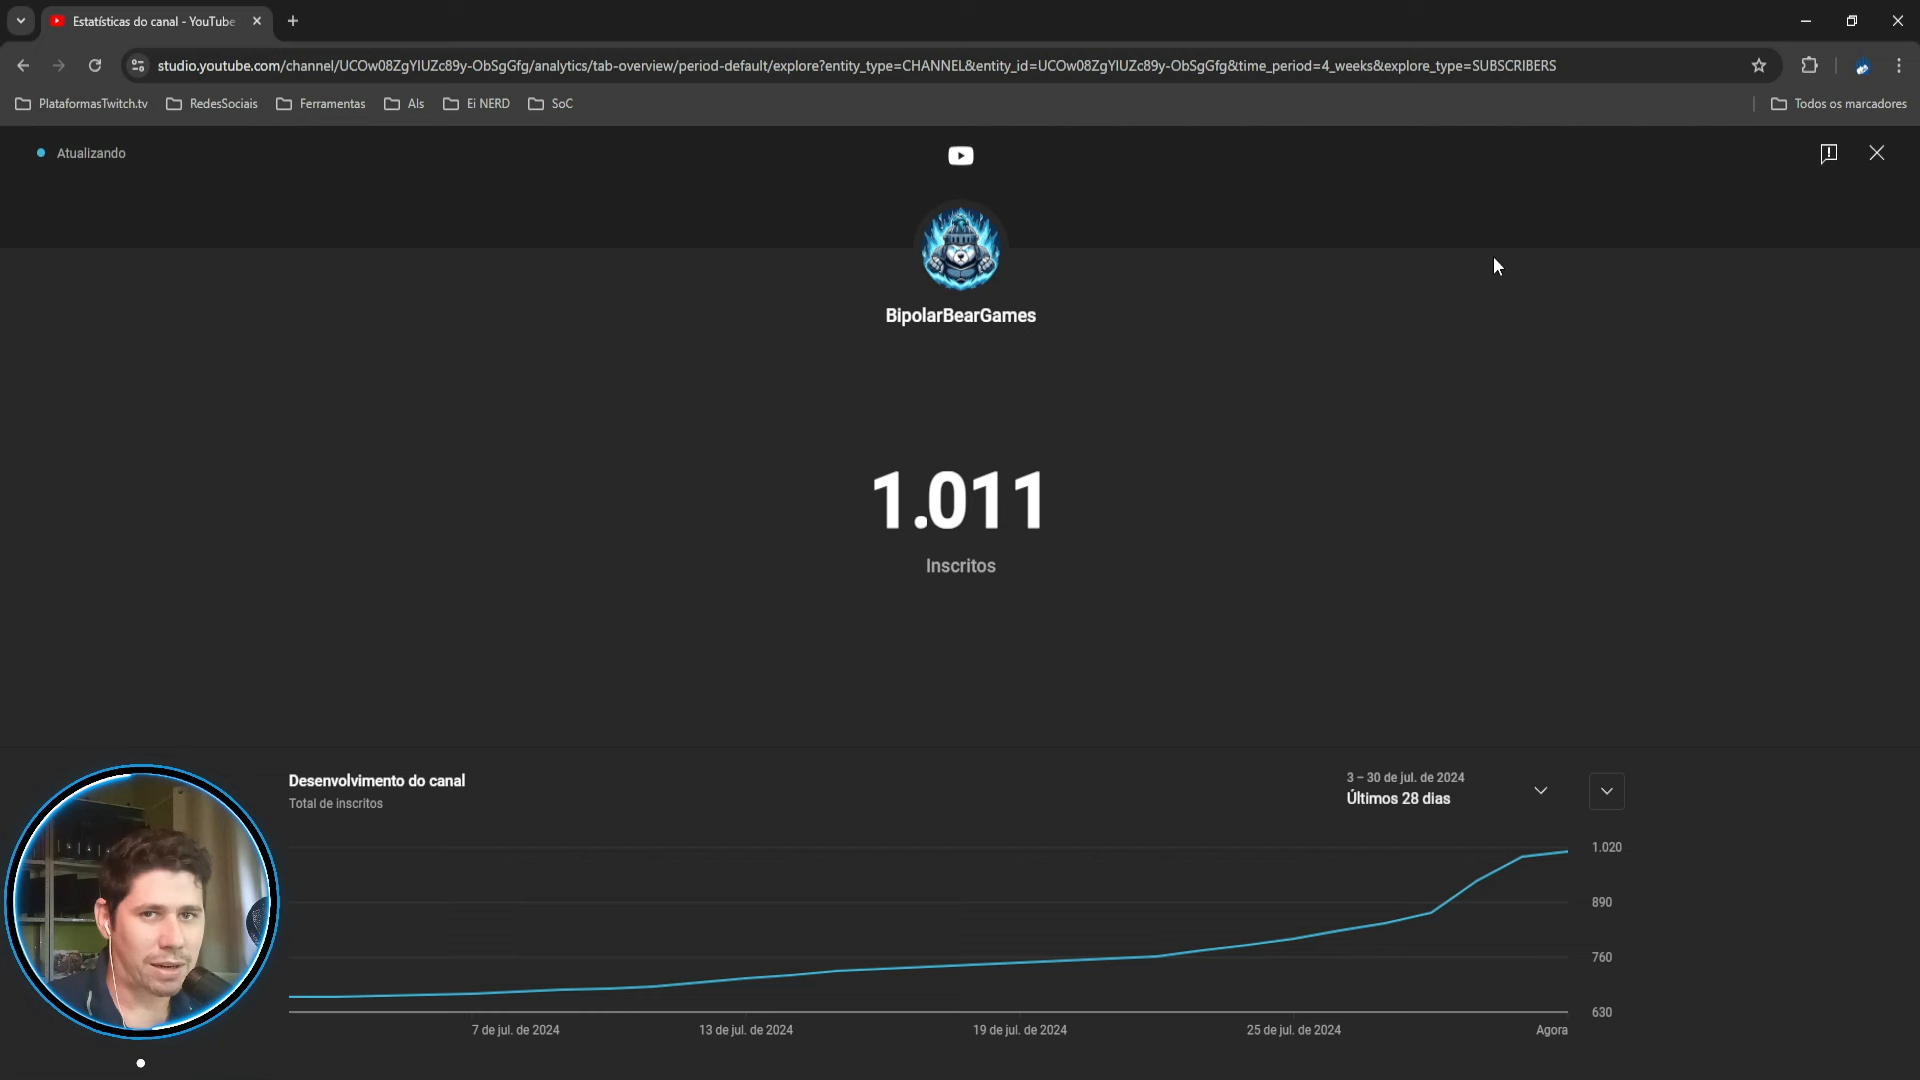 Estatísticas do canal - YouTube
studio.youtube.com/channel/UCOw08ZgYIUZc89y-ObSgGfg/analytics/tab-overview/period-default/explore?entity_type=CHANNEL&entity_id=UCOw08ZgYIUZc89y-ObSgGfg&time_period=4_weeks&explore_type=SUBSCRIBERS
PlataformasTwitch.tv RedesSociais Ferramentas AIs Ei NERD SoC Todos os marcadores
Atualizando
BipolarBearGames
1.011
Inscritos
Desenvolvimento do canal
Total de inscritos
3 – 30 de jul. de 2024
Últimos 28 dias
1.020
890
760
630
7 de jul. de 2024 13 de jul. de 2024 19 de jul. de 2024 25 de jul. de 2024 Agora